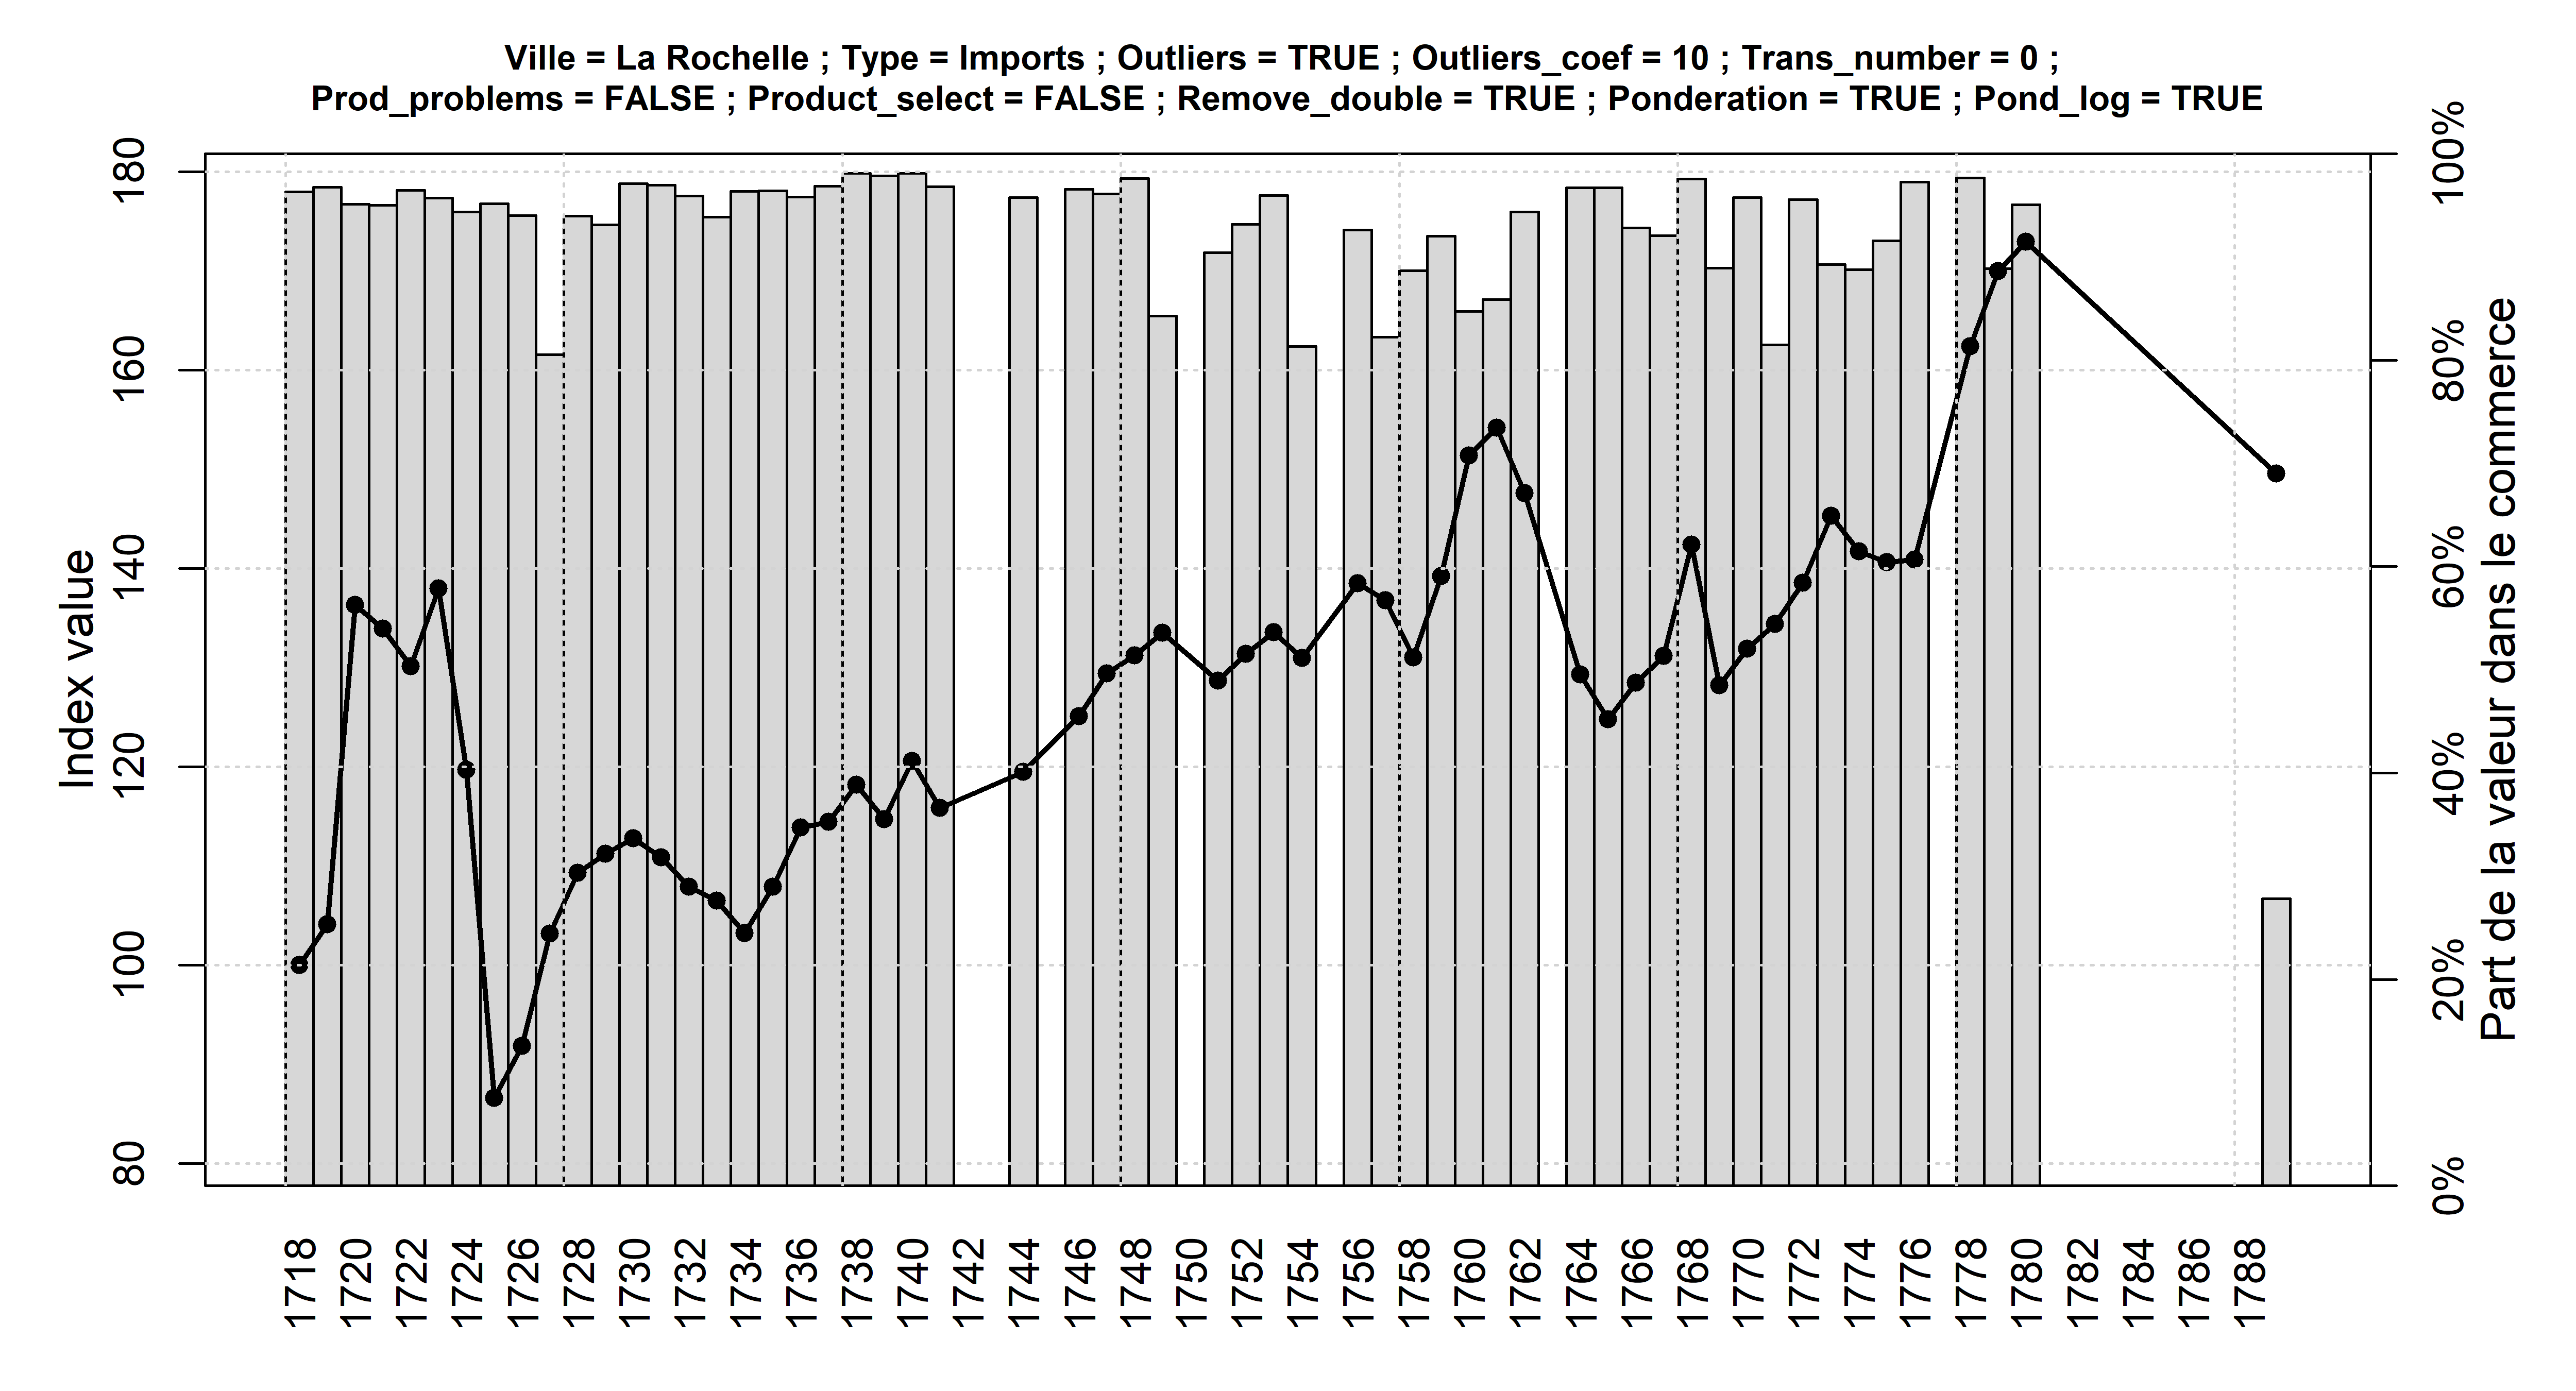 Ville = La Rochelle ; Type = Imports ; Outliers = TRUE ; Outliers_coef = 10 ; Trans_number = 0 ;
Prod_problems = FALSE ; Product_select = FALSE ; Remove_double = TRUE ; Ponderation = TRUE ; Pond_log = TRUE
Index value
180
160
140
120
100
80
100%
80%
60%
40%
20%
0%
Part de la valeur dans le commerce
1718 1720 1722 1724 1726 1728 1730 1732 1734 1736 1738 1740 1742 1744 1746 1748 1750 1752 1754 1756 1758 1760 1762 1764 1766 1768 1770 1772 1774 1776 1778 1780 1782 1784 1786 1788